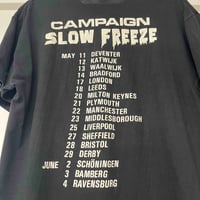 CAMPAIGN
SLOW FREEZE
MAY 11 DEVENTER
12 KATWIJK
13 WAALWIJK
14 BRADFORD
17 LONDON
18 LEEDS
20 MILTON KEYNES
21 PLYMOUTH
22 MANCHESTER
23 MIDDLESBOROUGH
25 LIVERPOOL
27 SHEFFIELD
28 BRISTOL
29 DERBY
JUNE 2 SCHÖNINGEN
3 BAMBERG
4 RAVENSBURG